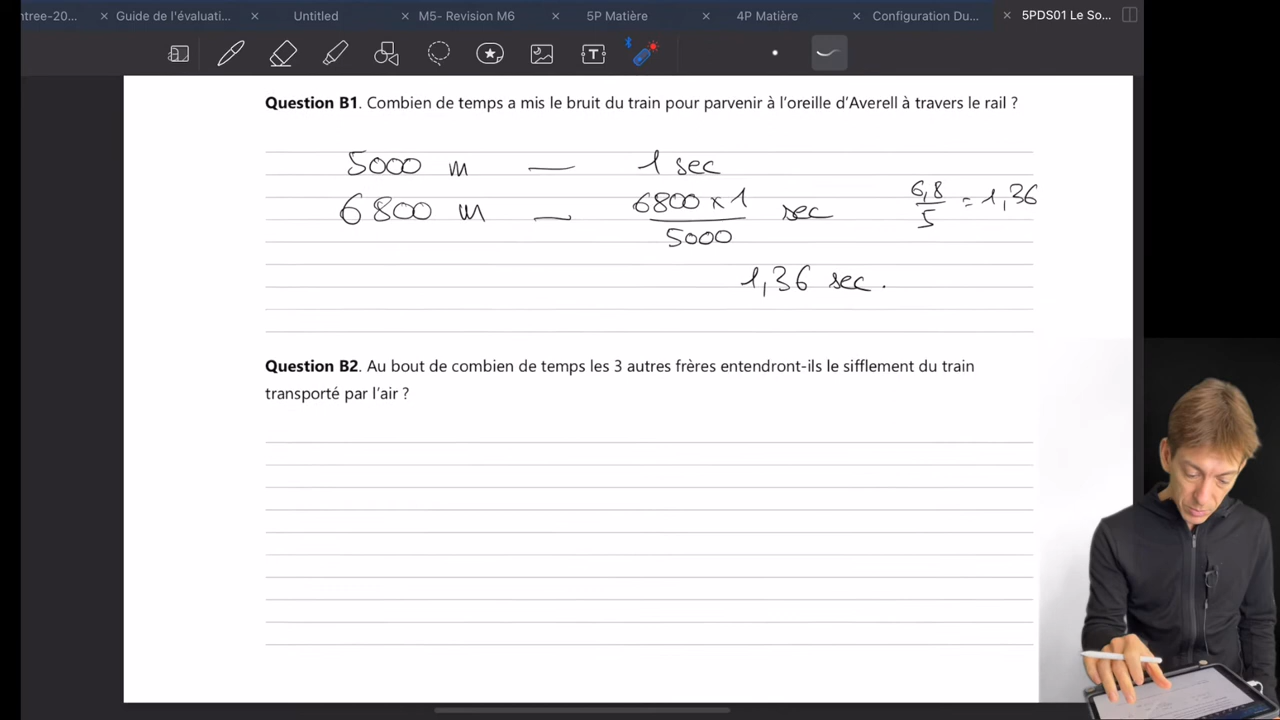 ntree-20...
Guide de l'évaluati...
Untitled
M5- Revision M6
5P Matière
4P Matière
Configuration Du...
5PDS01 Le So...
Question B1. Combien de temps a mis le bruit du train pour parvenir à l'oreille d'Averell à travers le rail ?
5000 m — 1 sec
6800 m — 6800 x 1 / 5000 sec
6,8 / 5 = 1,36
1,36 sec.
Question B2. Au bout de combien de temps les 3 autres frères entendront-ils le sifflement du train
transporté par l'air ?